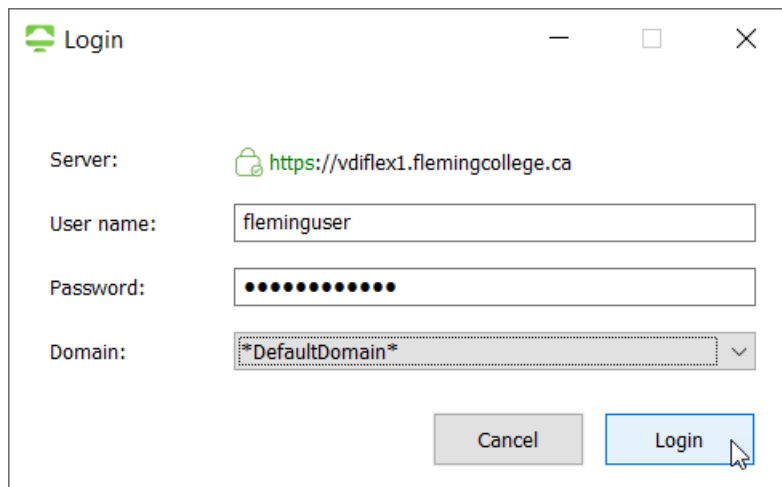 Login
Server: https://vdiflex1.flemingcollege.ca
User name: fleminguser
Password: ••••••••••••
Domain: *DefaultDomain*
Cancel Login